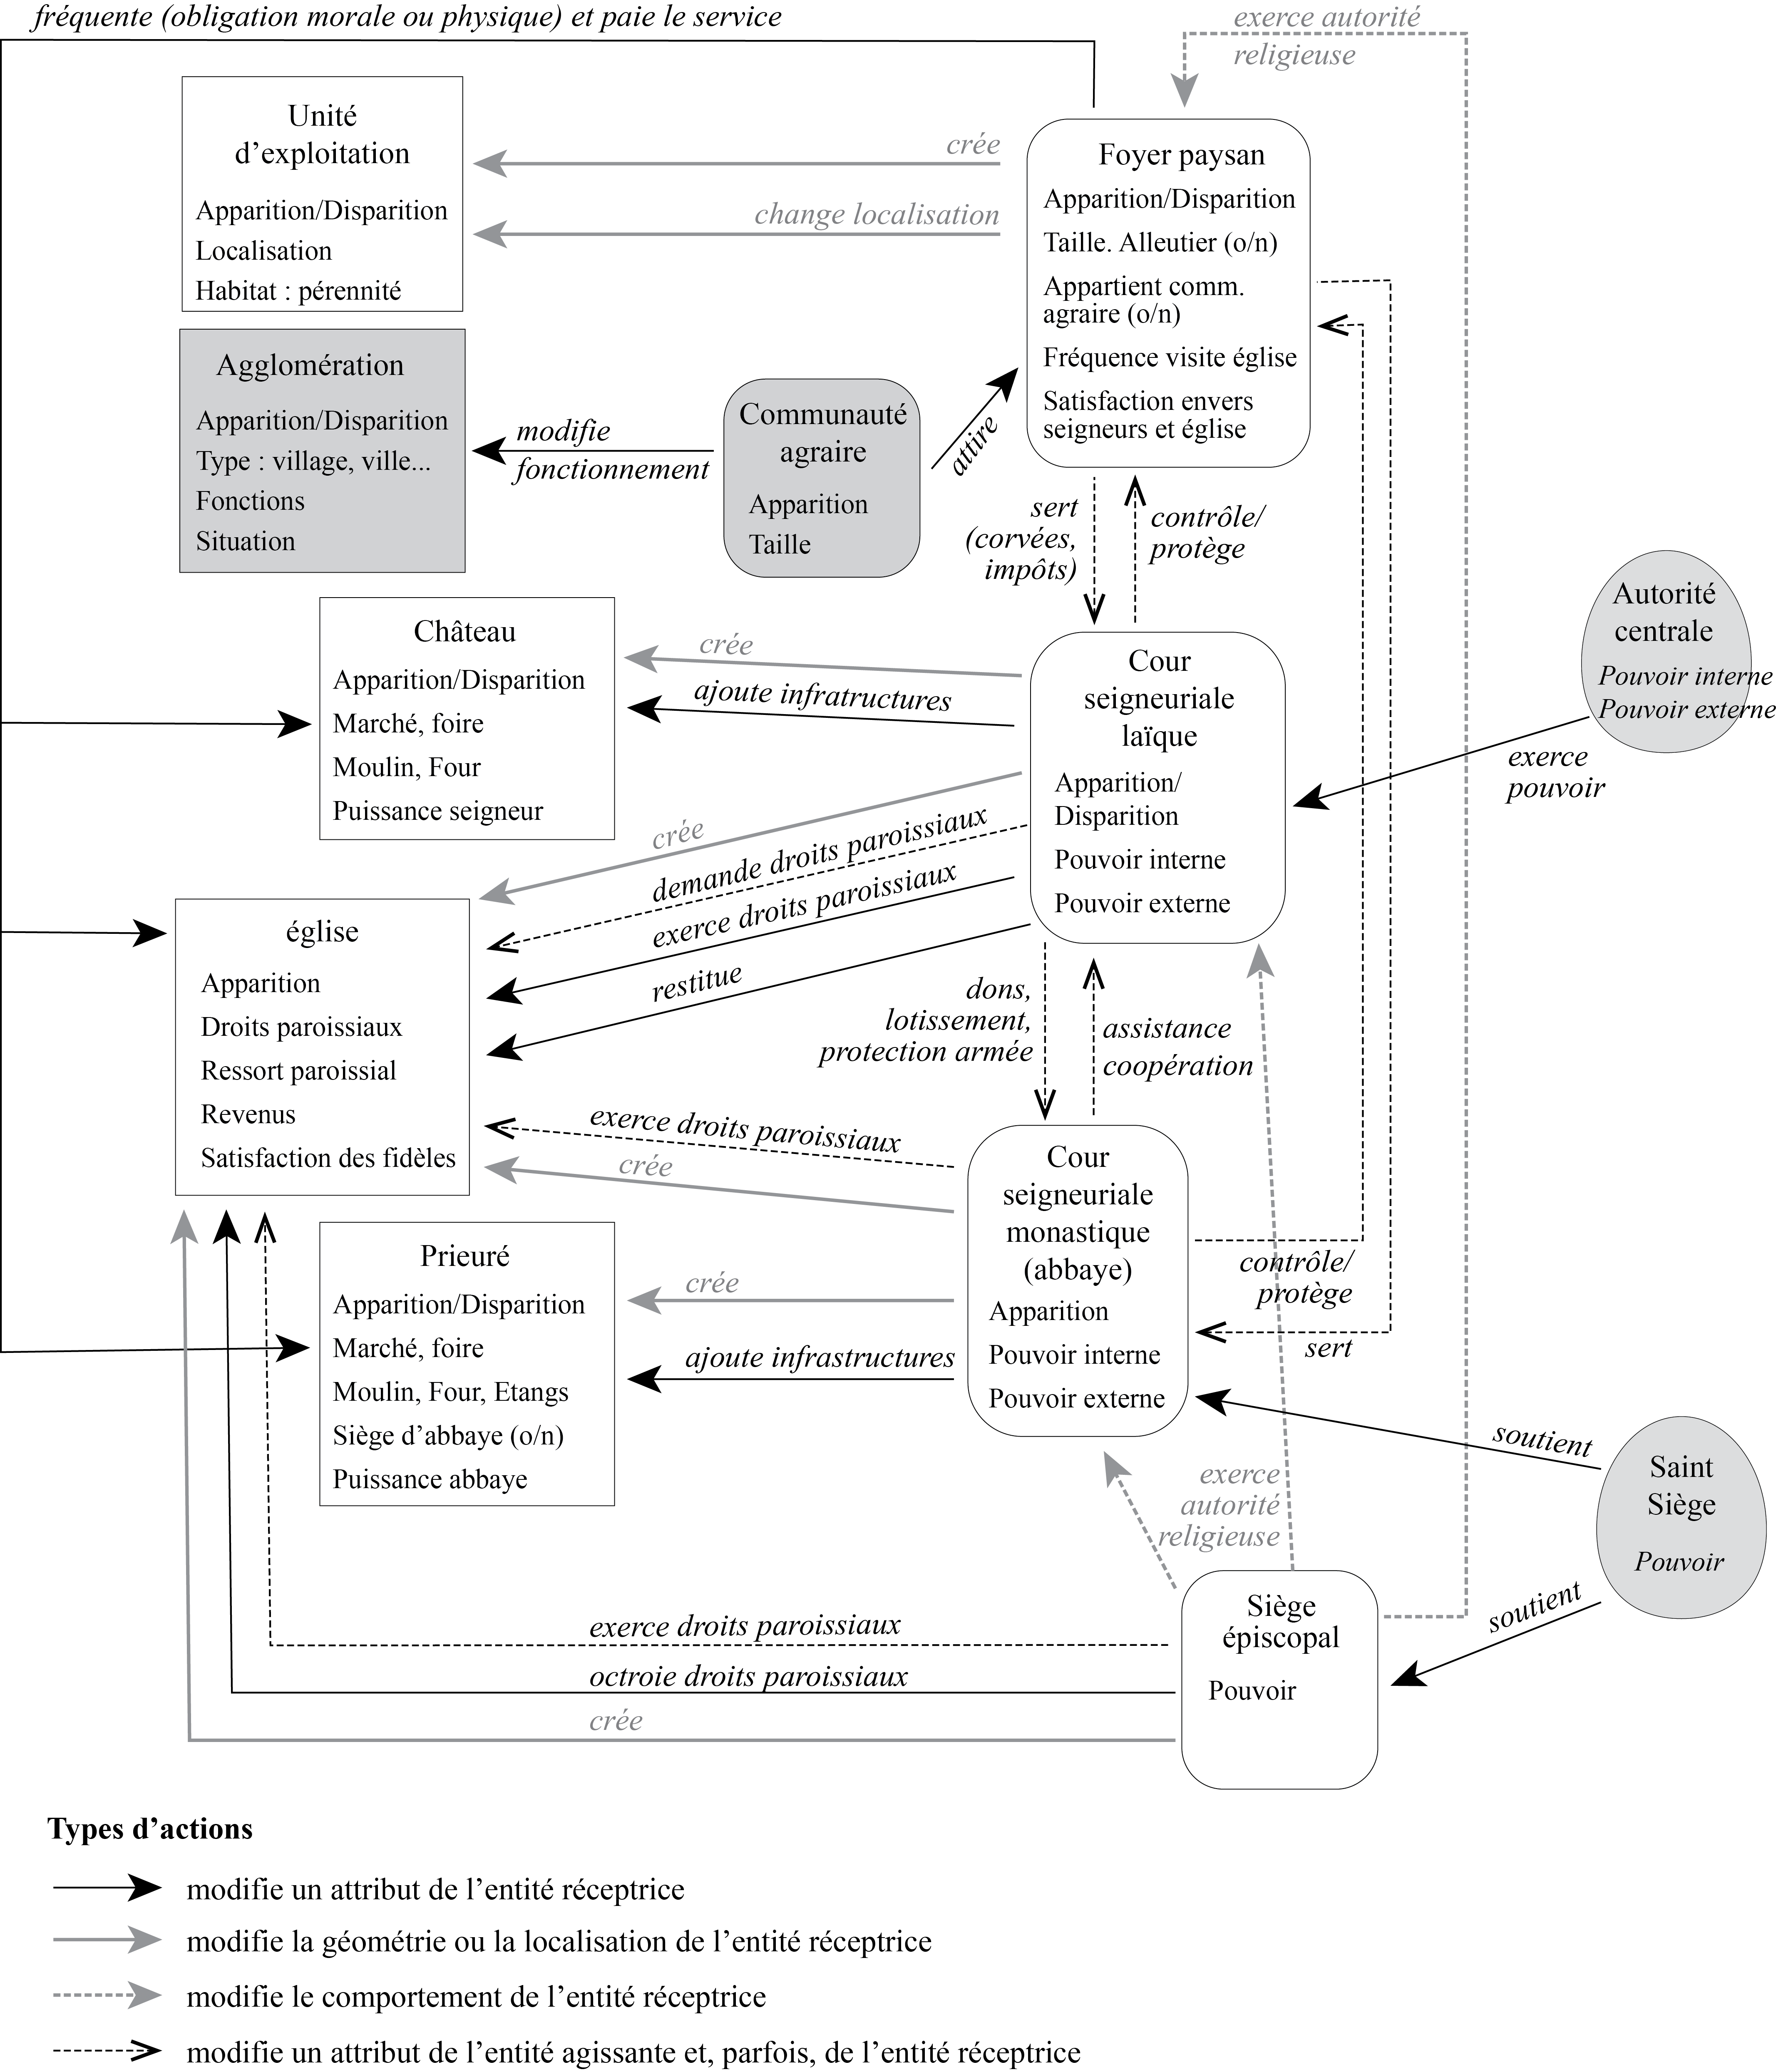 fréquente (obligation morale ou physique) et paie le service
exerce autorité
religieuse
Unité
d’exploitation
Apparition/Disparition
Localisation
Habitat : pérennité
crée
change localisation
Foyer paysan
Apparition/Disparition
Taille. Alleutier (o/n)
Appartient comm.
agraire (o/n)
Fréquence visite église
Satisfaction envers
seigneurs et église
Agglomération
Apparition/Disparition
Type : village, ville...
Fonctions
Situation
modifie
fonctionnement
Communauté
agraire
Apparition
Taille
attire
sert
(corvées,
impôts)
contrôle/
protège
Autorité
centrale
Pouvoir interne
Pouvoir externe
exerce
pouvoir
Château
Apparition/Disparition
Marché, foire
Moulin, Four
Puissance seigneur
crée
ajoute infratructures
Cour
seigneuriale
laïque
Apparition/
Disparition
Pouvoir interne
Pouvoir externe
crée
demande droits paroissiaux
exerce droits paroissiaux
restitue
église
Apparition
Droits paroissiaux
Ressort paroissial
Revenus
Satisfaction des fidèles
dons,
lotissement,
protection armée
assistance
coopération
exerce droits paroissiaux
crée
Cour
seigneuriale
monastique
(abbaye)
Apparition
Pouvoir interne
Pouvoir externe
contrôle/
protège
sert
Prieuré
Apparition/Disparition
Marché, foire
Moulin, Four, Etangs
Siège d’abbaye (o/n)
Puissance abbaye
crée
ajoute infrastructures
soutient
Saint
Siège
Pouvoir
soutient
exerce
autorité
religieuse
Siège
épiscopal
Pouvoir
exerce droits paroissiaux
octroie droits paroissiaux
crée
Types d’actions
modifie un attribut de l’entité réceptrice
modifie la géométrie ou la localisation de l’entité réceptrice
modifie le comportement de l’entité réceptrice
modifie un attribut de l’entité agissante et, parfois, de l’entité réceptrice